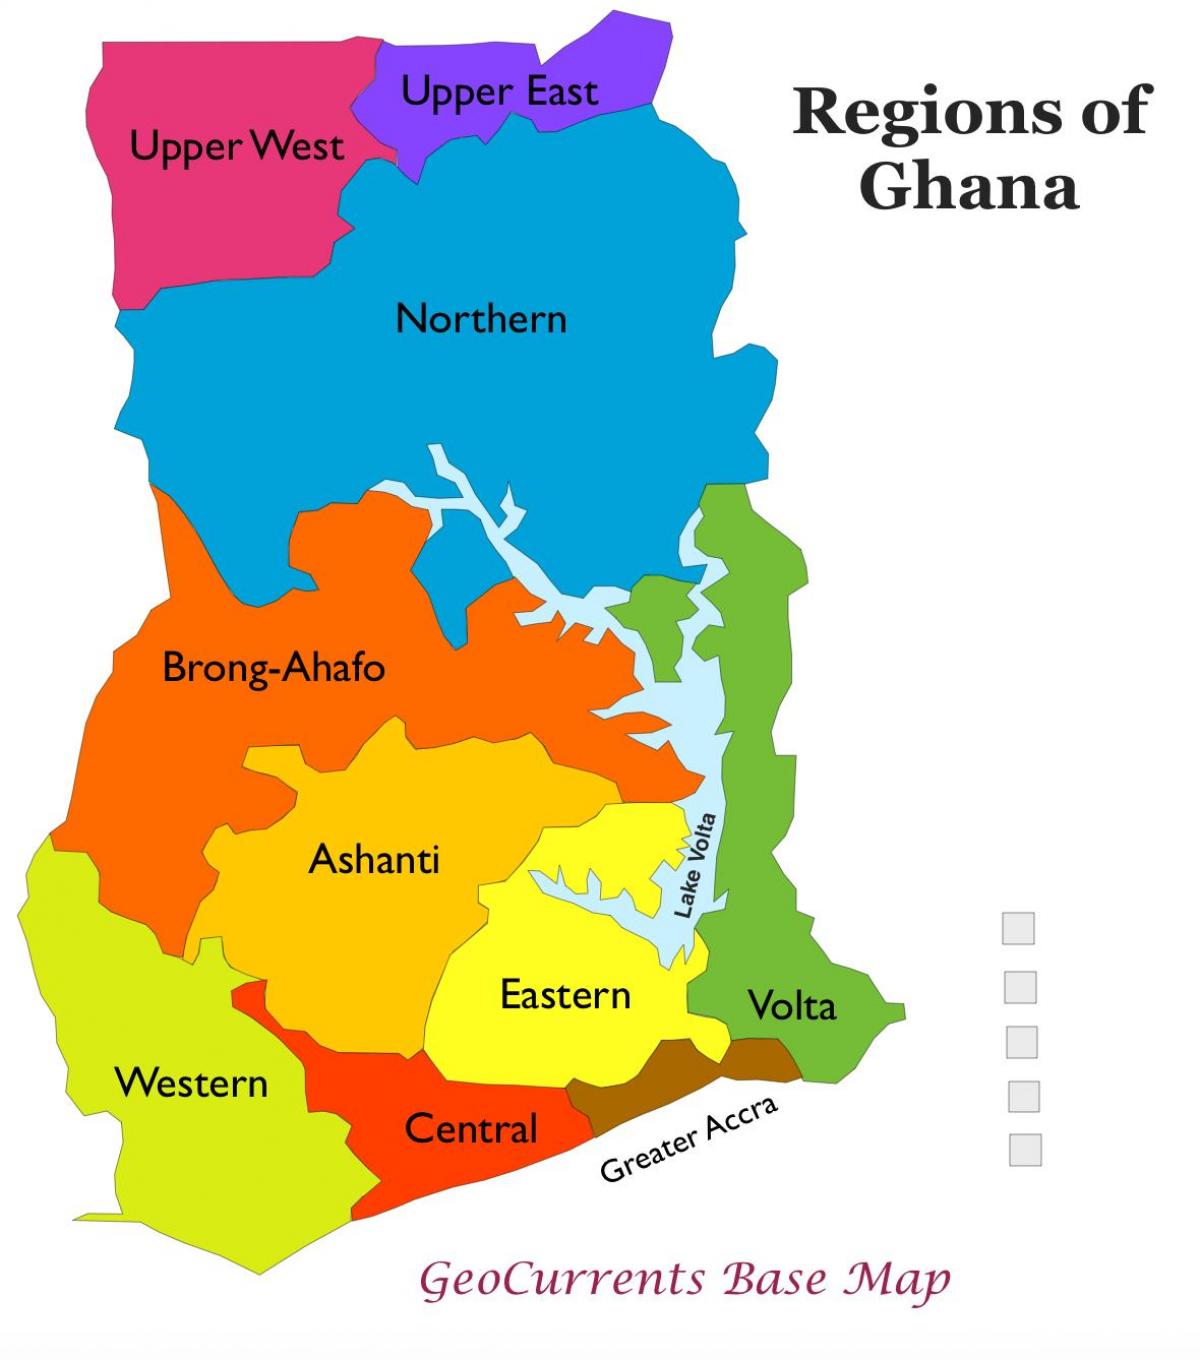 Regions of
Ghana
Upper East
Upper West
Northern
Brong-Ahafo
Ashanti
Lake Volta
Eastern
Volta
Western
Central
Greater Accra
GeoCurrents Base Map